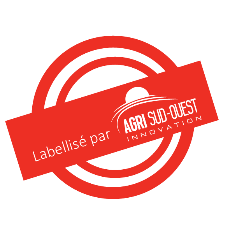 Labellisé par
AGRI SUD-OUEST
INNOVATION